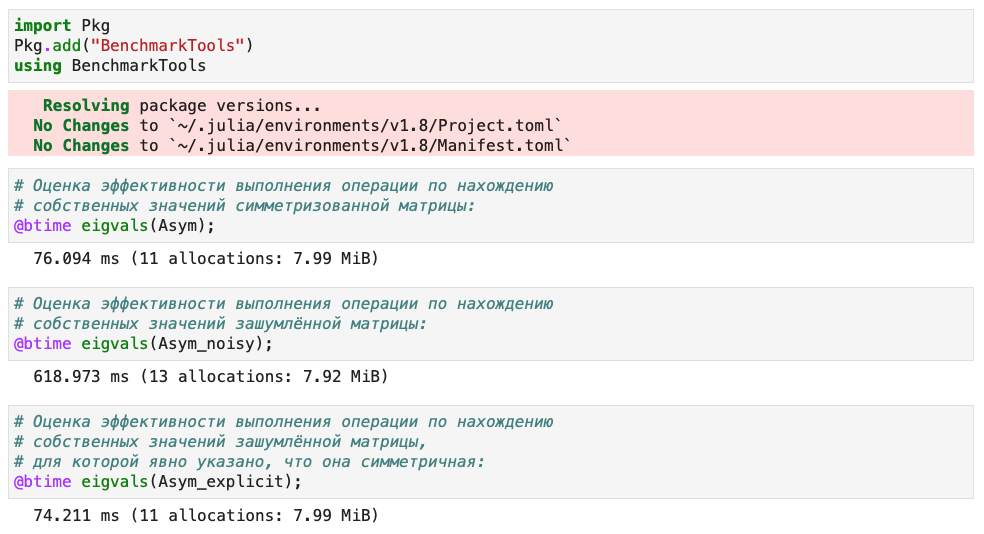 import Pkg
Pkg.add("BenchmarkTools")
using BenchmarkTools
Resolving package versions...
No Changes to `~/.julia/environments/v1.8/Project.toml`
No Changes to `~/.julia/environments/v1.8/Manifest.toml`
# Оценка эффективности выполнения операции по нахождению
# собственных значений симметризованной матрицы:
@btime eigvals(Asym);
76.094 ms (11 allocations: 7.99 MiB)
# Оценка эффективности выполнения операции по нахождению
# собственных значений зашумлённой матрицы:
@btime eigvals(Asym_noisy);
618.973 ms (13 allocations: 7.92 MiB)
# Оценка эффективности выполнения операции по нахождению
# собственных значений зашумлённой матрицы,
# для которой явно указано, что она симметричная:
@btime eigvals(Asym_explicit);
74.211 ms (11 allocations: 7.99 MiB)